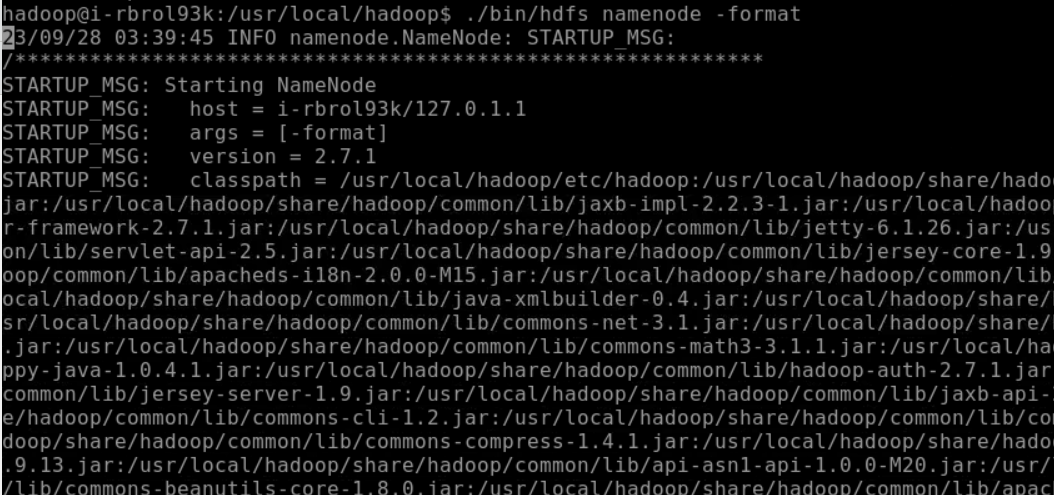 hadoop@i-rbrol93k:/usr/local/hadoop$ ./bin/hdfs namenode -format
23/09/28 03:39:45 INFO namenode.NameNode: STARTUP_MSG:
/************************************************************
STARTUP_MSG: Starting NameNode
STARTUP_MSG:   host = i-rbrol93k/127.0.1.1
STARTUP_MSG:   args = [-format]
STARTUP_MSG:   version = 2.7.1
STARTUP_MSG:   classpath = /usr/local/hadoop/etc/hadoop:/usr/local/hadoop/share/hado
jar:/usr/local/hadoop/share/hadoop/common/lib/jaxb-impl-2.2.3-1.jar:/usr/local/hadoo
r-framework-2.7.1.jar:/usr/local/hadoop/share/hadoop/common/lib/jetty-6.1.26.jar:/us
on/lib/servlet-api-2.5.jar:/usr/local/hadoop/share/hadoop/common/lib/jersey-core-1.9
oop/common/lib/apacheds-i18n-2.0.0-M15.jar:/usr/local/hadoop/share/hadoop/common/lib
ocal/hadoop/share/hadoop/common/lib/java-xmlbuilder-0.4.jar:/usr/local/hadoop/share/
sr/local/hadoop/share/hadoop/common/lib/commons-net-3.1.jar:/usr/local/hadoop/share/
.jar:/usr/local/hadoop/share/hadoop/common/lib/commons-math3-3.1.1.jar:/usr/local/ha
ppy-java-1.0.4.1.jar:/usr/local/hadoop/share/hadoop/common/lib/hadoop-auth-2.7.1.jar
common/lib/jersey-server-1.9.jar:/usr/local/hadoop/share/hadoop/common/lib/jaxb-api-
e/hadoop/common/lib/commons-cli-1.2.jar:/usr/local/hadoop/share/hadoop/common/lib/co
doop/share/hadoop/common/lib/commons-compress-1.4.1.jar:/usr/local/hadoop/share/hado
.9.13.jar:/usr/local/hadoop/share/hadoop/common/lib/api-asn1-api-1.0.0-M20.jar:/usr/
/lib/commons-beanutils-core-1.8.0.jar:/usr/local/hadoop/share/hadoop/common/lib/apac